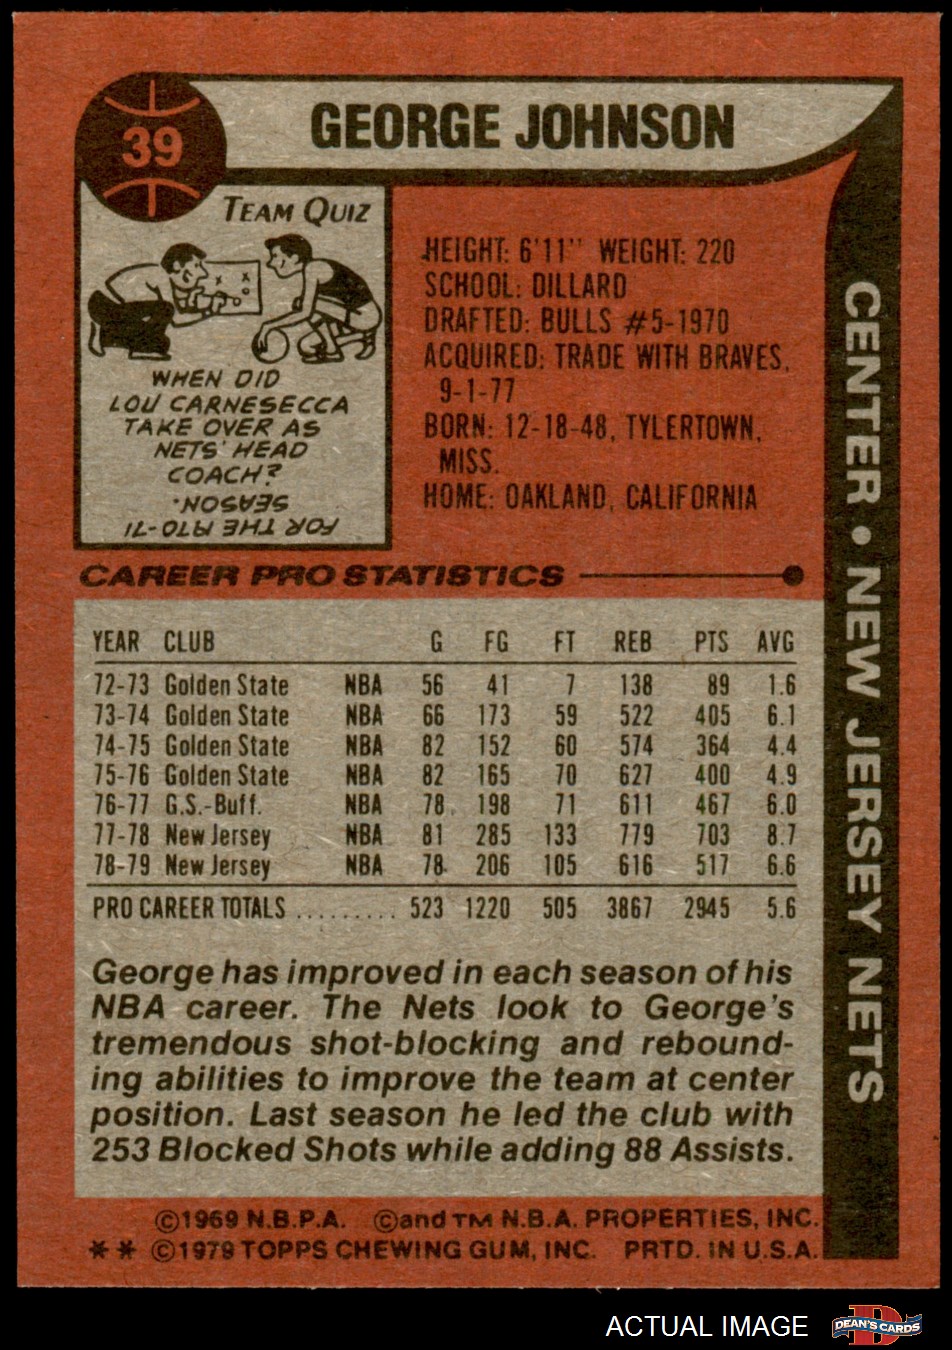 39
GEORGE JOHNSON
TEAM QUIZ
WHEN DID
LOU CARNESECCA
TAKE OVER AS
NETS' HEAD
COACH?
FOR THE 1970-71
SEASON.
HEIGHT: 6'11" WEIGHT: 220
SCHOOL: DILLARD
DRAFTED: BULLS #5-1970
ACQUIRED: TRADE WITH BRAVES,
9-1-77
BORN: 12-18-48, TYLERTOWN,
MISS.
HOME: OAKLAND, CALIFORNIA
CENTER • NEW JERSEY NETS
CAREER PRO STATISTICS
YEAR CLUB G FG FT REB PTS AVG
72-73 Golden State NBA 56 41 7 138 89 1.6
73-74 Golden State NBA 66 173 59 522 405 6.1
74-75 Golden State NBA 82 152 60 574 364 4.4
75-76 Golden State NBA 82 165 70 627 400 4.9
76-77 G.S.-Buff. NBA 78 198 71 611 467 6.0
77-78 New Jersey NBA 81 285 133 779 703 8.7
78-79 New Jersey NBA 78 206 105 616 517 6.6
PRO CAREER TOTALS ......... 523 1220 505 3867 2945 5.6
George has improved in each season of his
NBA career. The Nets look to George's
tremendous shot-blocking and rebound-
ing abilities to improve the team at center
position. Last season he led the club with
253 Blocked Shots while adding 88 Assists.
©1969 N.B.P.A. ©and TM N.B.A. PROPERTIES, INC.
** ©1979 TOPPS CHEWING GUM, INC. PRTD. IN U.S.A.
ACTUAL IMAGE
D
DEAN'S CARDS